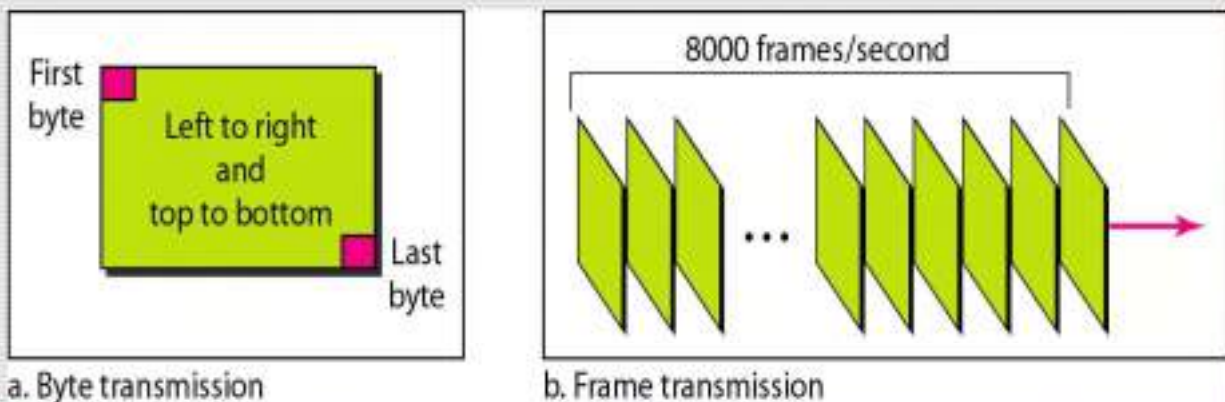 First
byte
Left to right
and
top to bottom
Last
byte
a. Byte transmission
8000 frames/second
...
b. Frame transmission